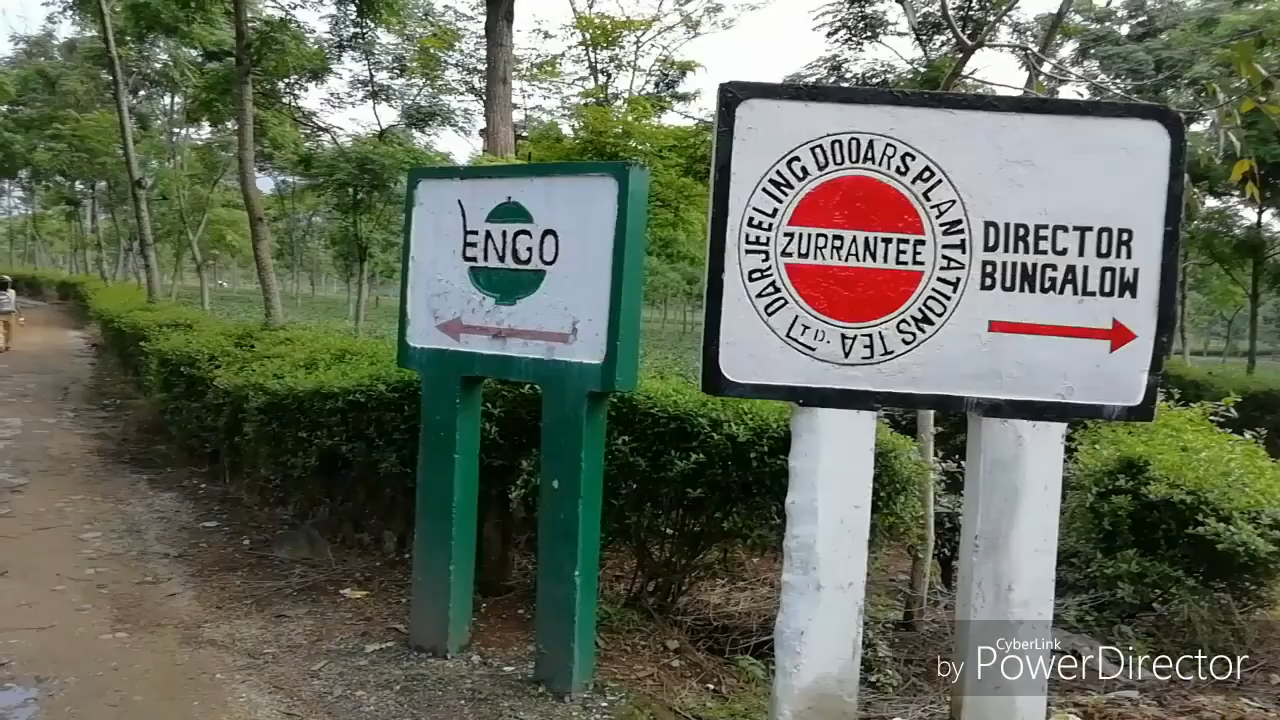 ENGO
DARJEELING DOOARS PLANTATIONS TEA LTD.
ZURRANTEE
DIRECTOR
BUNGALOW
CyberLink
by PowerDirector